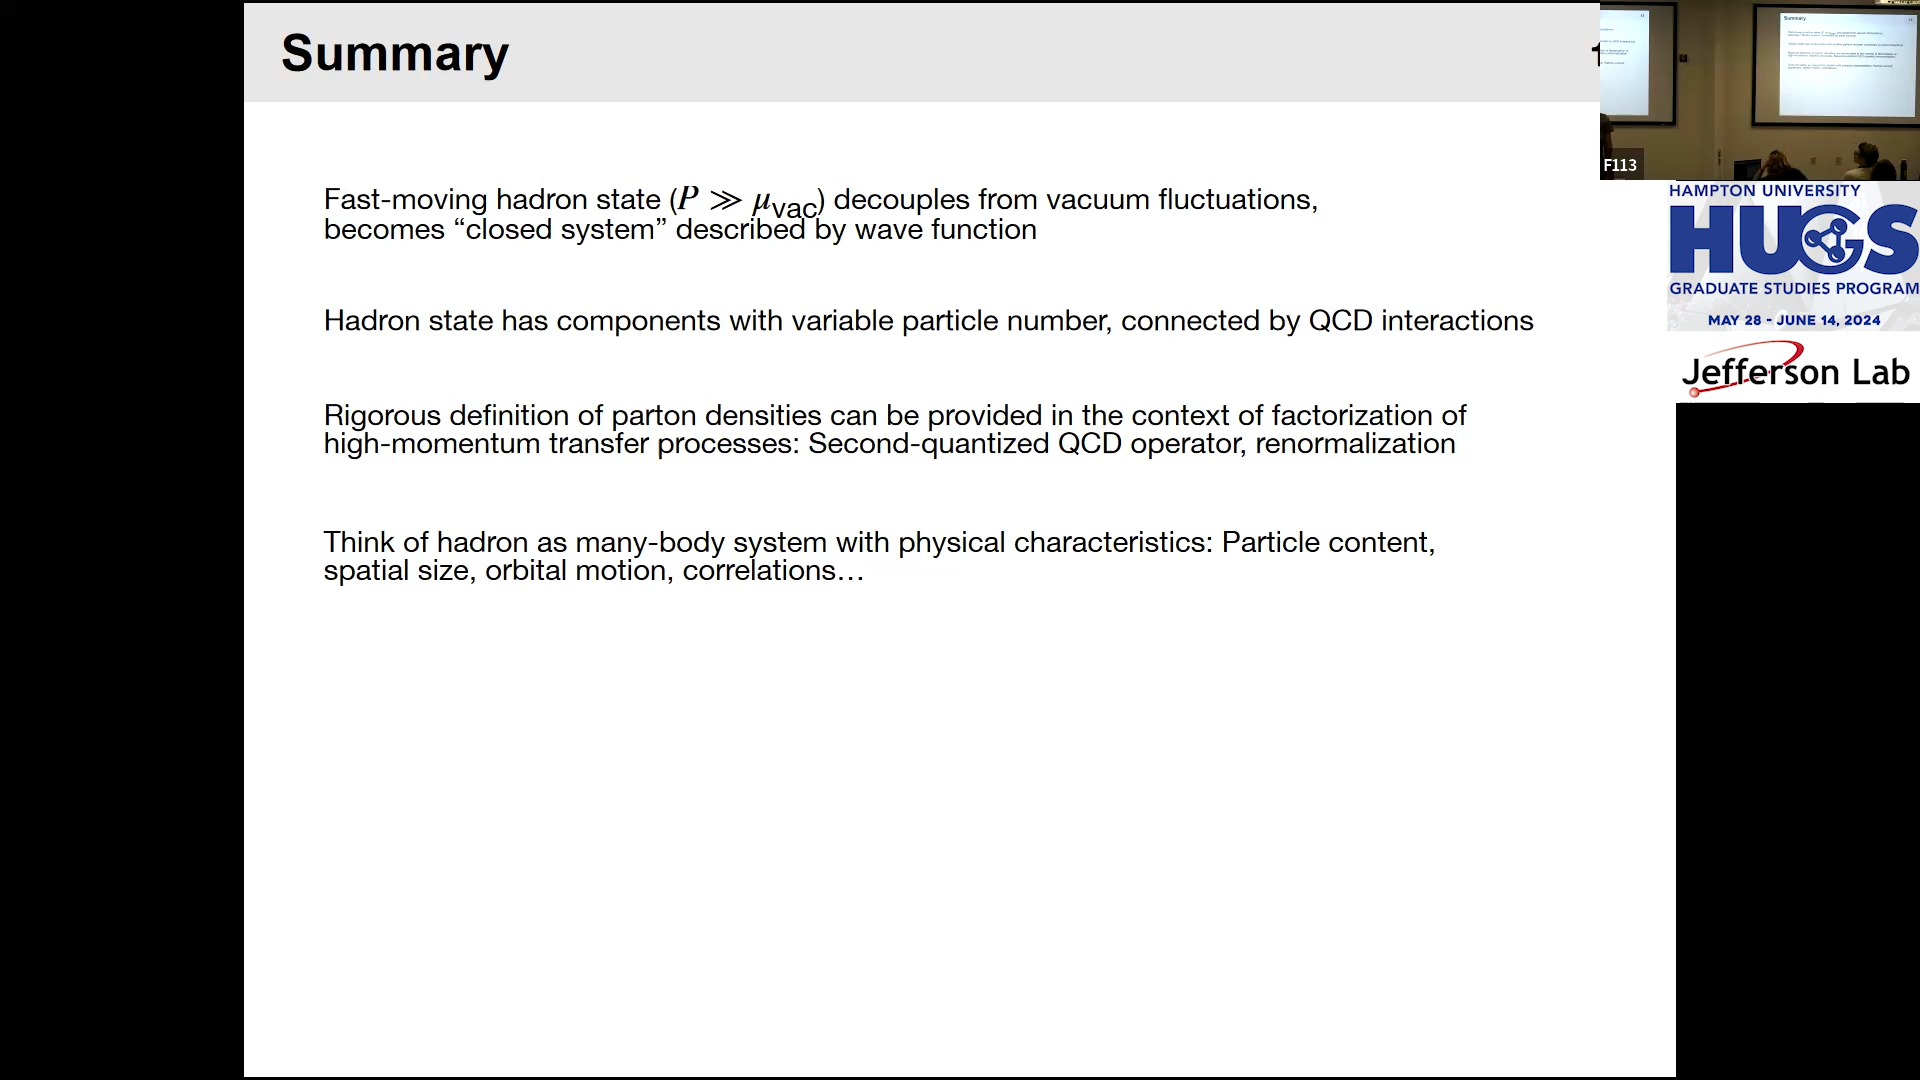 Summary
1
Fast-moving hadron state (P ≫ μvac) decouples from vacuum fluctuations,
becomes “closed system” described by wave function
Hadron state has components with variable particle number, connected by QCD interactions
Rigorous definition of parton densities can be provided in the context of factorization of
high-momentum transfer processes: Second-quantized QCD operator, renormalization
Think of hadron as many-body system with physical characteristics: Particle content,
spatial size, orbital motion, correlations…
Summary
F113
HAMPTON UNIVERSITY
HUGS
GRADUATE STUDIES PROGRAM
MAY 28 - JUNE 14, 2024
Jefferson Lab